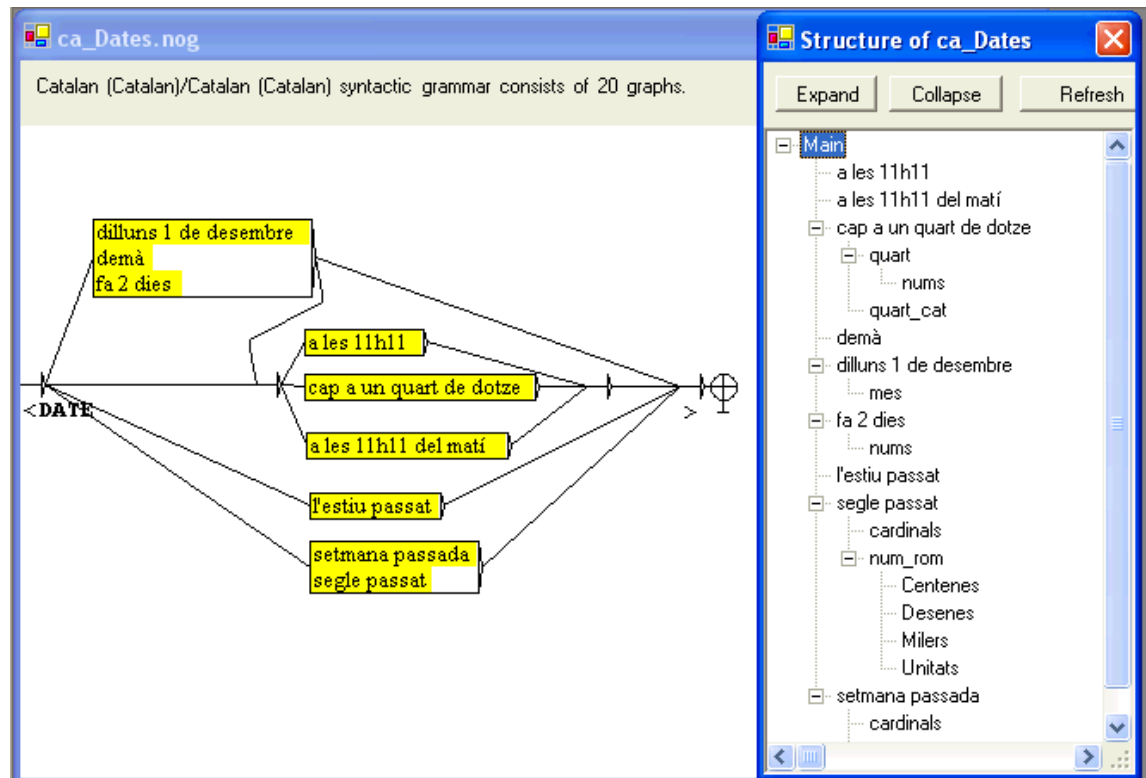 ca_Dates.nog
Catalan (Catalan)/Catalan (Catalan) syntactic grammar consists of 20 graphs.
dilluns 1 de desembre
demà
fa 2 dies
a les 11h11
cap a un quart de dotze
<DATE
>
a les 11h11 del matí
l'estiu passat
setmana passada
segle passat
Structure of ca_Dates
Expand Collapse Refresh
Main
a les 11h11
a les 11h11 del matí
cap a un quart de dotze
quart
nums
quart_cat
demà
dilluns 1 de desembre
mes
fa 2 dies
nums
l'estiu passat
segle passat
cardinals
num_rom
Centenes
Desenes
Milers
Unitats
setmana passada
cardinals